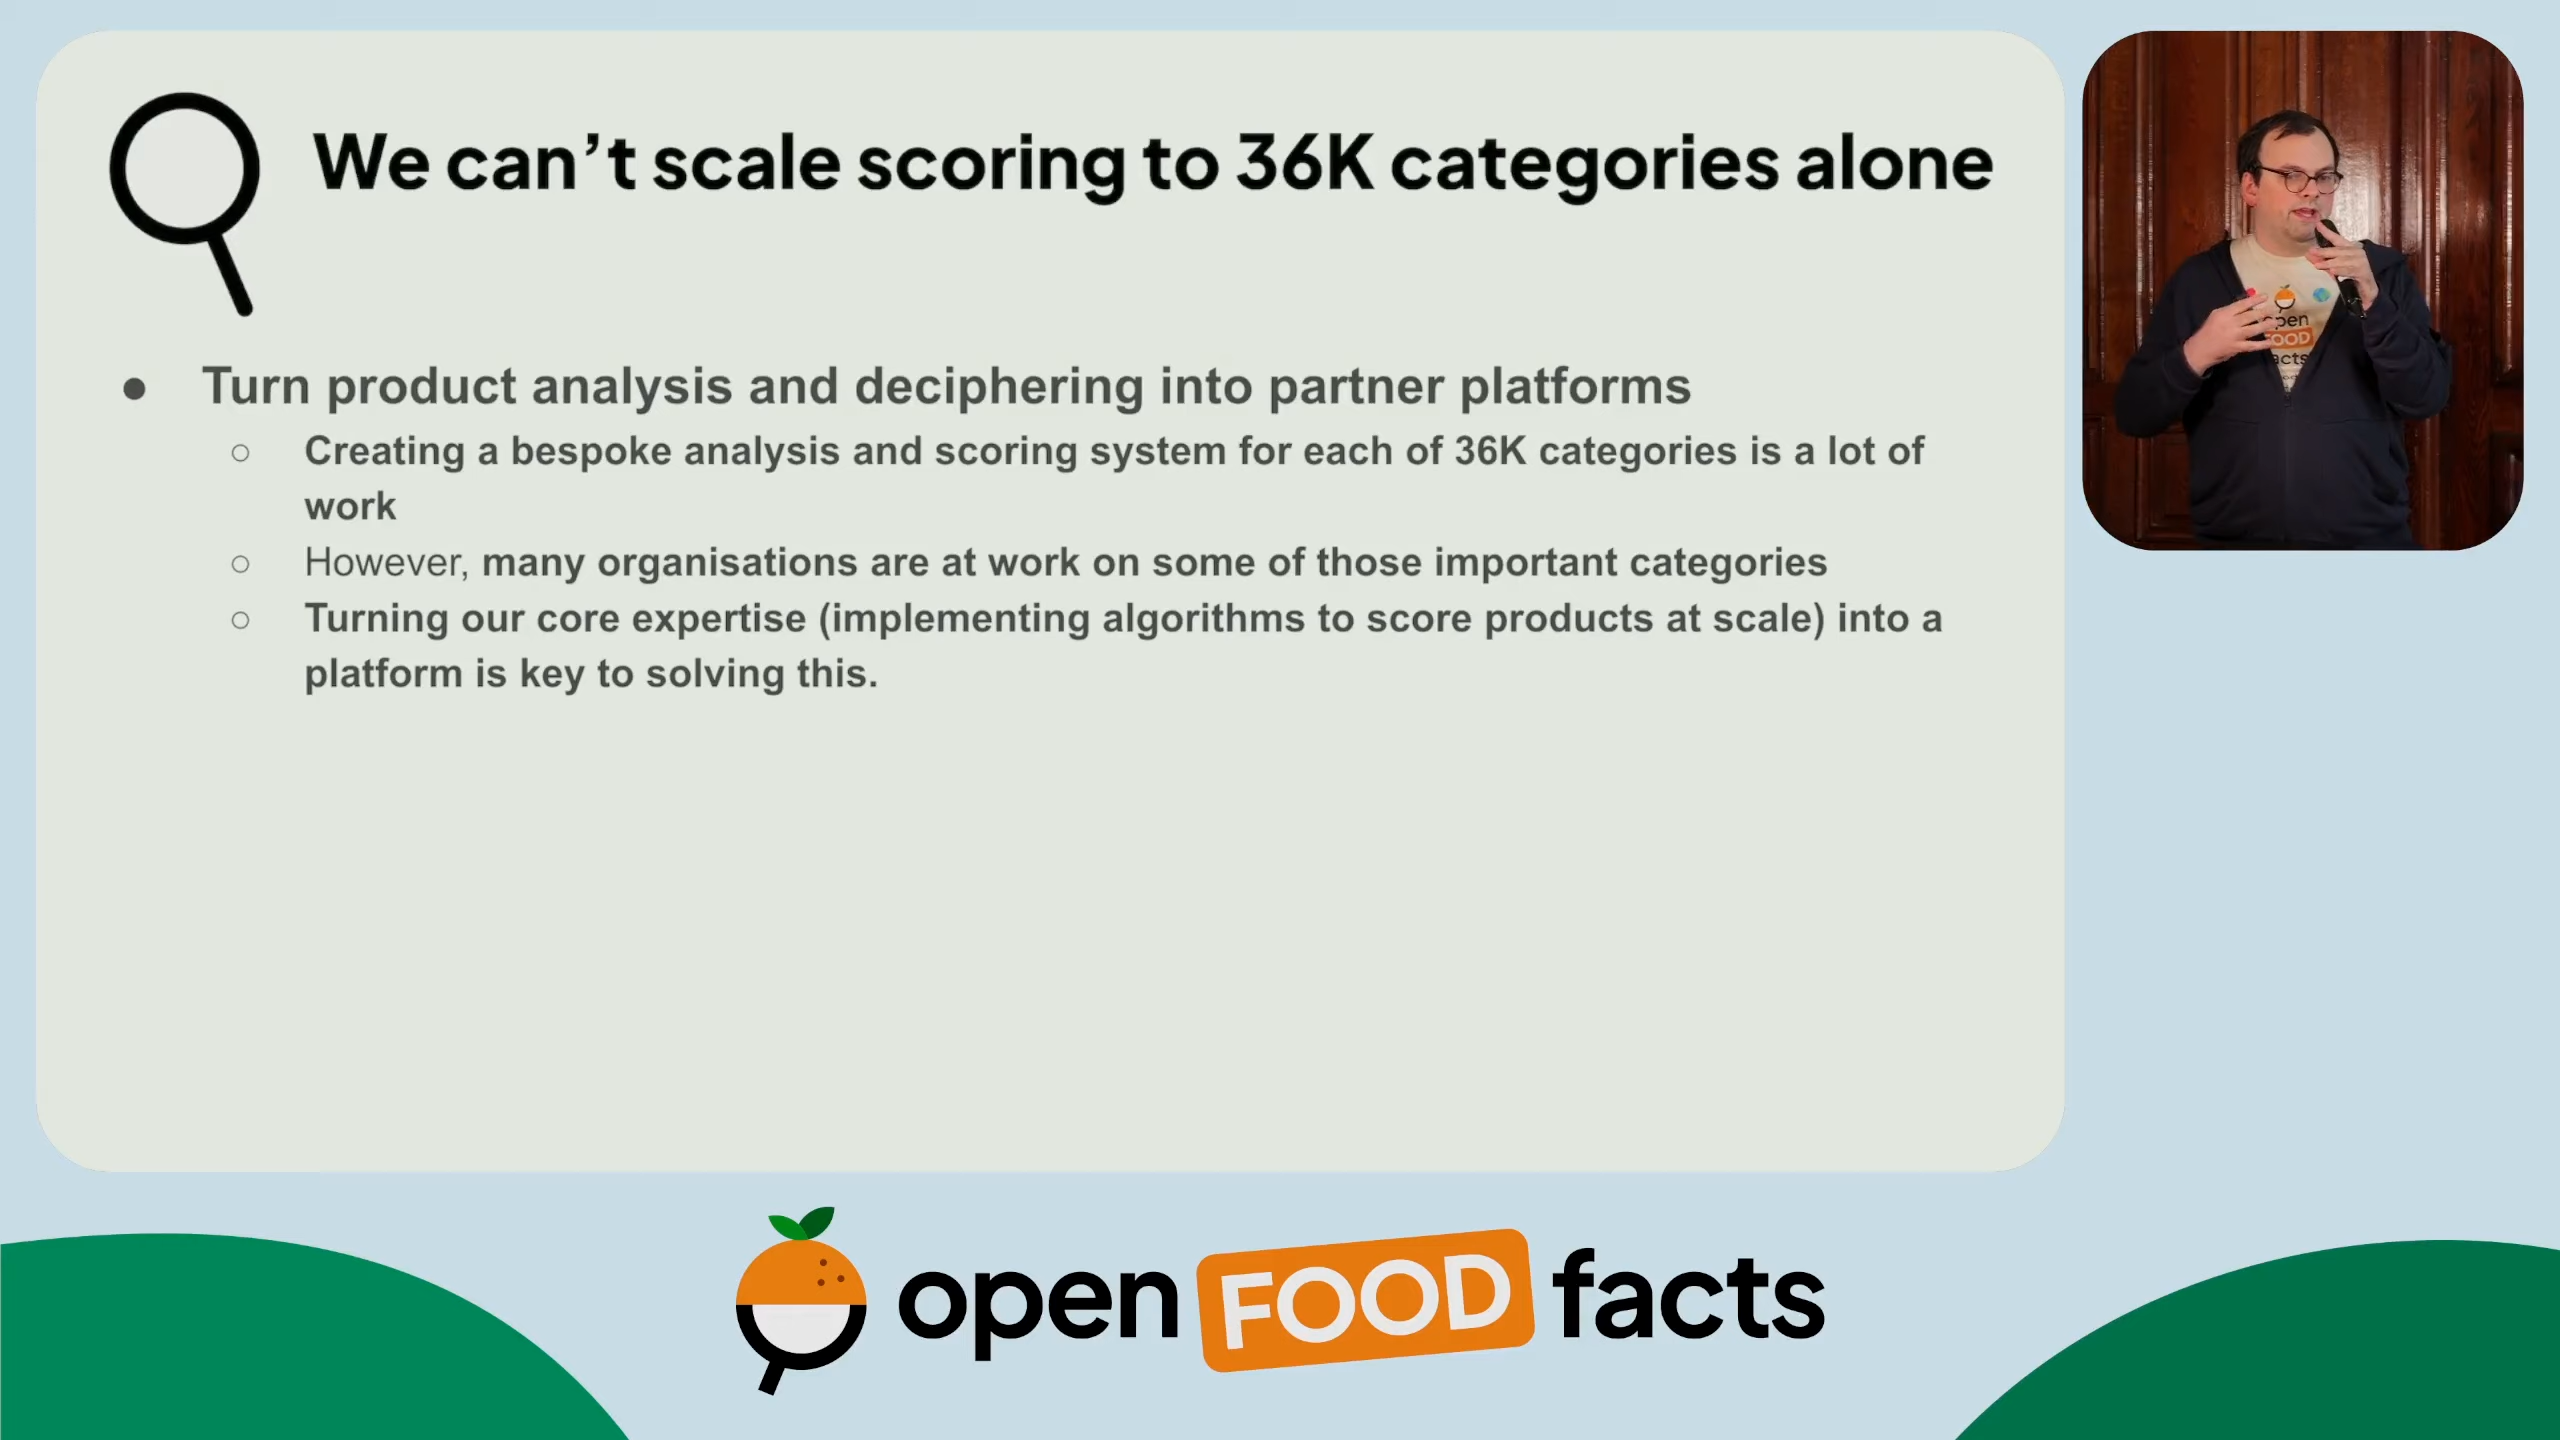 We can’t scale scoring to 36K categories alone
● Turn product analysis and deciphering into partner platforms
○ Creating a bespoke analysis and scoring system for each of 36K categories is a lot of
work
○ However, many organisations are at work on some of those important categories
○ Turning our core expertise (implementing algorithms to score products at scale) into a
platform is key to solving this.
open
FOOD
facts
open FOOD facts